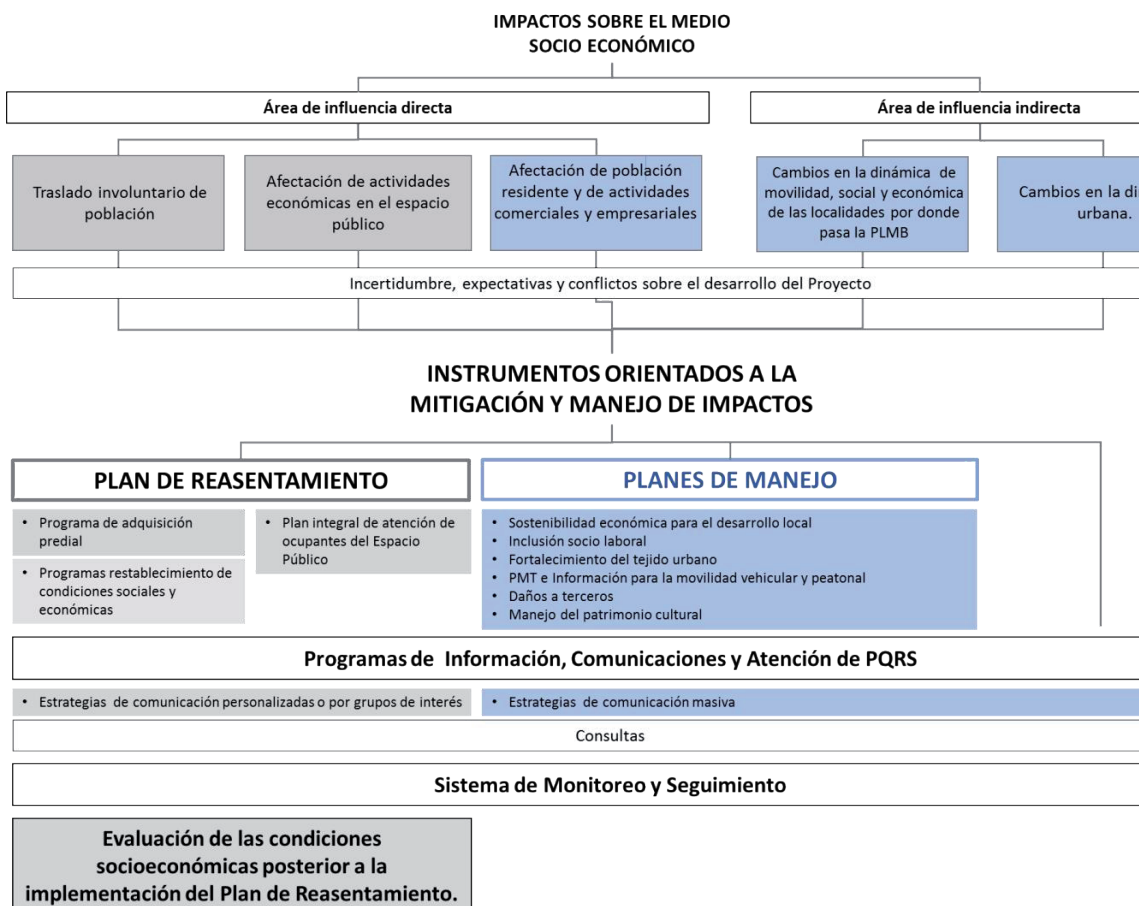 IMPACTOS SOBRE EL MEDIO
SOCIO ECONÓMICO
Área de influencia directa
Área de influencia indirecta
Traslado involuntario de
población
Afectación de actividades
económicas en el espacio
público
Afectación de población
residente y de actividades
comerciales y empresariales
Cambios en la dinámica de
movilidad, social y económica
de las localidades por donde
pasa la PLMB
Cambios en la
urbana.
Incertidumbre, expectativas y conflictos sobre el desarrollo del Proyecto
INSTRUMENTOS ORIENTADOS A LA
MITIGACIÓN Y MANEJO DE IMPACTOS
PLAN DE REASENTAMIENTO
• Programa de adquisición
predial
• Programas restablecimiento de
condiciones sociales y
económicas
• Plan integral de atención de
ocupantes del Espacio
Público
PLANES DE MANEJO
• Sostenibilidad económica para el desarrollo local
• Inclusión socio laboral
• Fortalecimiento del tejido urbano
• PMT e Información para la movilidad vehicular y peatonal
• Daños a terceros
• Manejo del patrimonio cultural
Programas de Información, Comunicaciones y Atención de PQRS
• Estrategias de comunicación personalizadas o por grupos de interés
• Estrategias de comunicación masiva
Consultas
Sistema de Monitoreo y Seguimiento
Evaluación de las condiciones
socioeconómicas posterior a la
implementación del Plan de Reasentamiento.